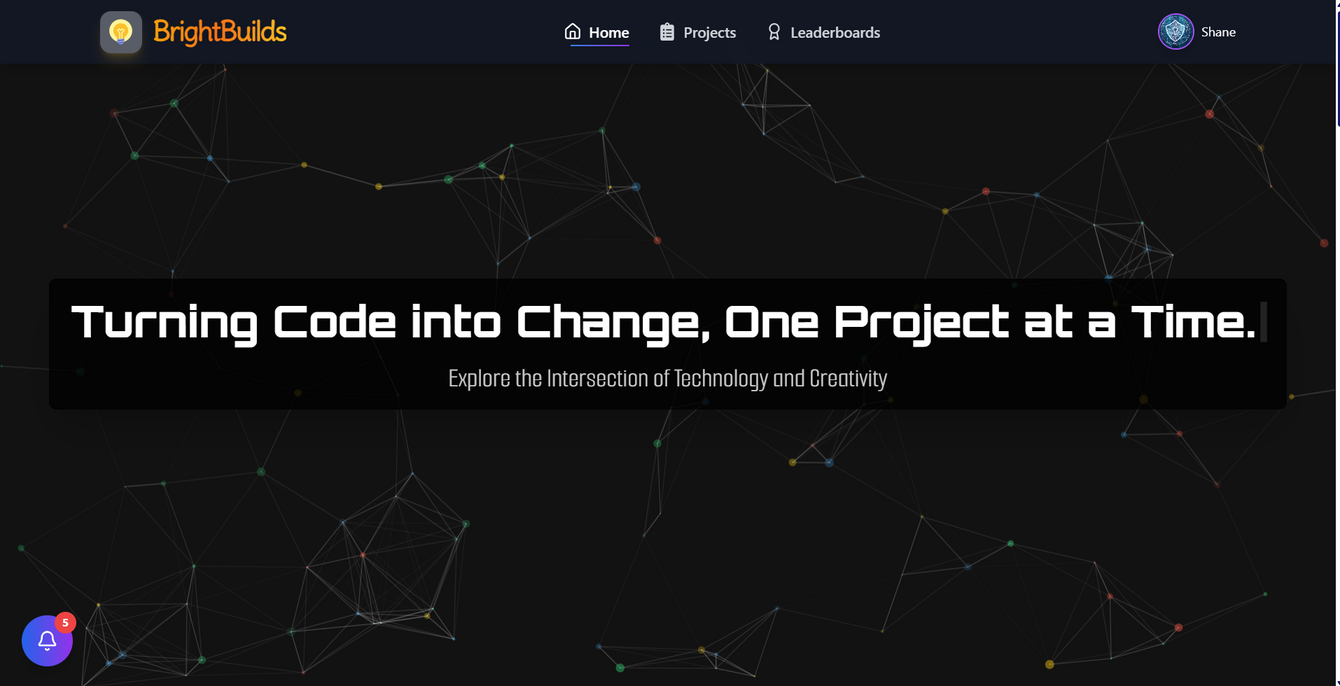 BrightBuilds
Home
Projects
Leaderboards
Shane
Turning Code into Change, One Project at a Time.
Explore the Intersection of Technology and Creativity
5